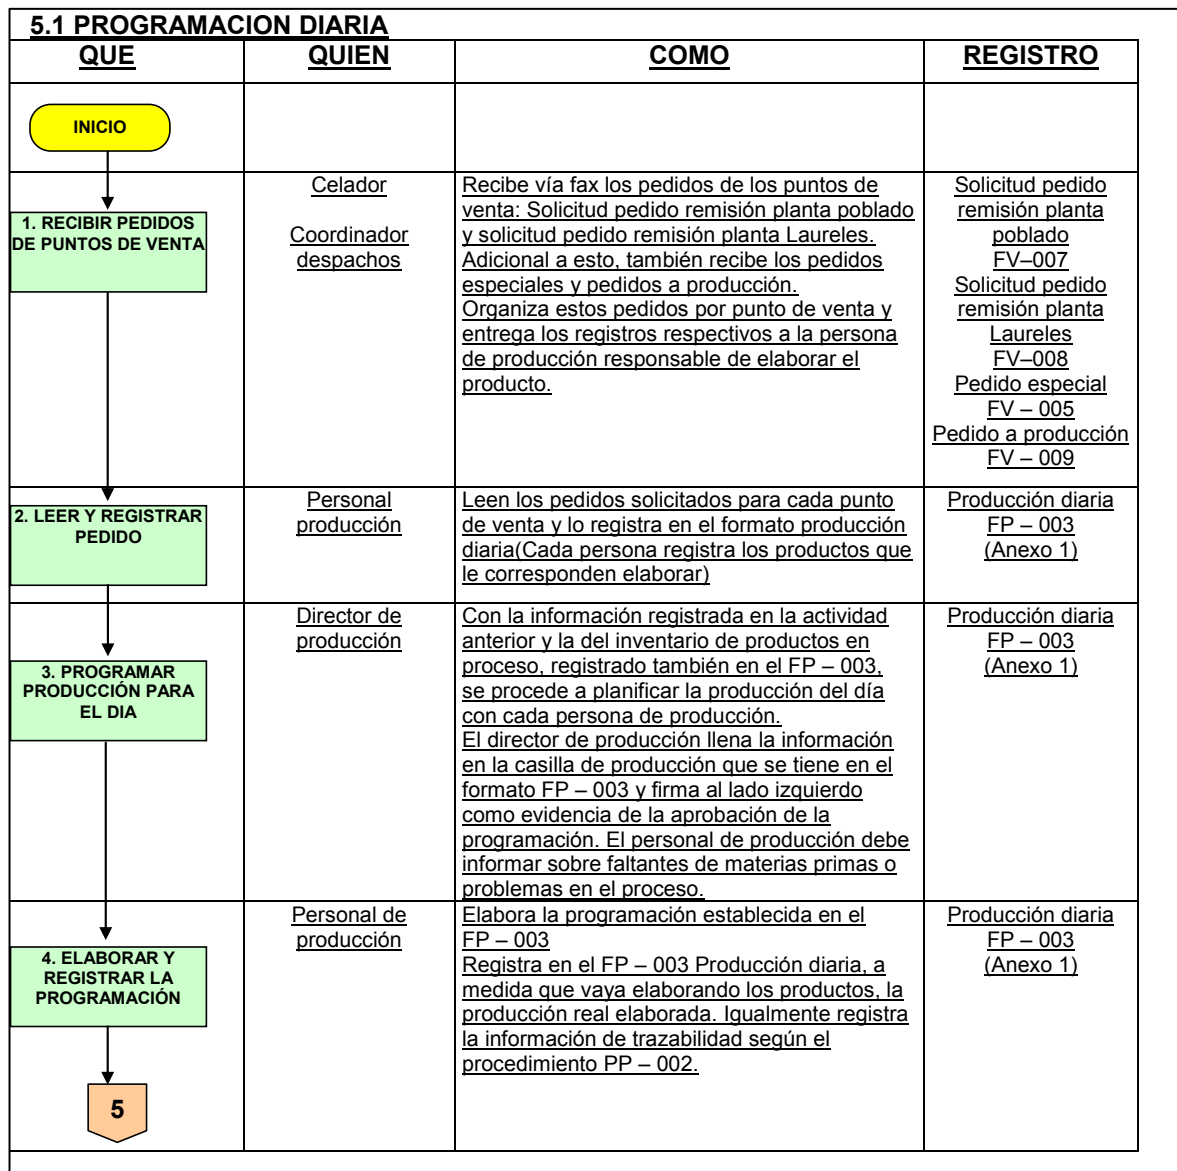 5.1 PROGRAMACION DIARIA
QUE
QUIEN
COMO
REGISTRO
INICIO
1. RECIBIR PEDIDOS
DE PUNTOS DE VENTA
Celador
Coordinador
despachos
Recibe vía fax los pedidos de los puntos de
venta: Solicitud pedido remisión planta poblado
y solicitud pedido remisión planta Laureles.
Adicional a esto, también recibe los pedidos
especiales y pedidos a producción.
Organiza estos pedidos por punto de venta y
entrega los registros respectivos a la persona
de producción responsable de elaborar el
producto.
Solicitud pedido
remisión planta
poblado
FV–007
Solicitud pedido
remisión planta
Laureles
FV–008
Pedido especial
FV – 005
Pedido a producción
FV – 009
2. LEER Y REGISTRAR
PEDIDO
Personal
producción
Leen los pedidos solicitados para cada punto
de venta y lo registra en el formato producción
diaria(Cada persona registra los productos que
le corresponden elaborar)
Producción diaria
FP – 003
(Anexo 1)
3. PROGRAMAR
PRODUCCIÓN PARA
EL DIA
Director de
producción
Con la información registrada en la actividad
anterior y la del inventario de productos en
proceso, registrado también en el FP – 003,
se procede a planificar la producción del día
con cada persona de producción.
El director de producción llena la información
en la casilla de producción que se tiene en el
formato FP – 003 y firma al lado izquierdo
como evidencia de la aprobación de la
programación. El personal de producción debe
informar sobre faltantes de materias primas o
problemas en el proceso.
Producción diaria
FP – 003
(Anexo 1)
4. ELABORAR Y
REGISTRAR LA
PROGRAMACIÓN
Personal de
producción
Elabora la programación establecida en el
FP – 003
Registra en el FP – 003 Producción diaria, a
medida que vaya elaborando los productos, la
producción real elaborada. Igualmente registra
la información de trazabilidad según el
procedimiento PP – 002.
Producción diaria
FP – 003
(Anexo 1)
5